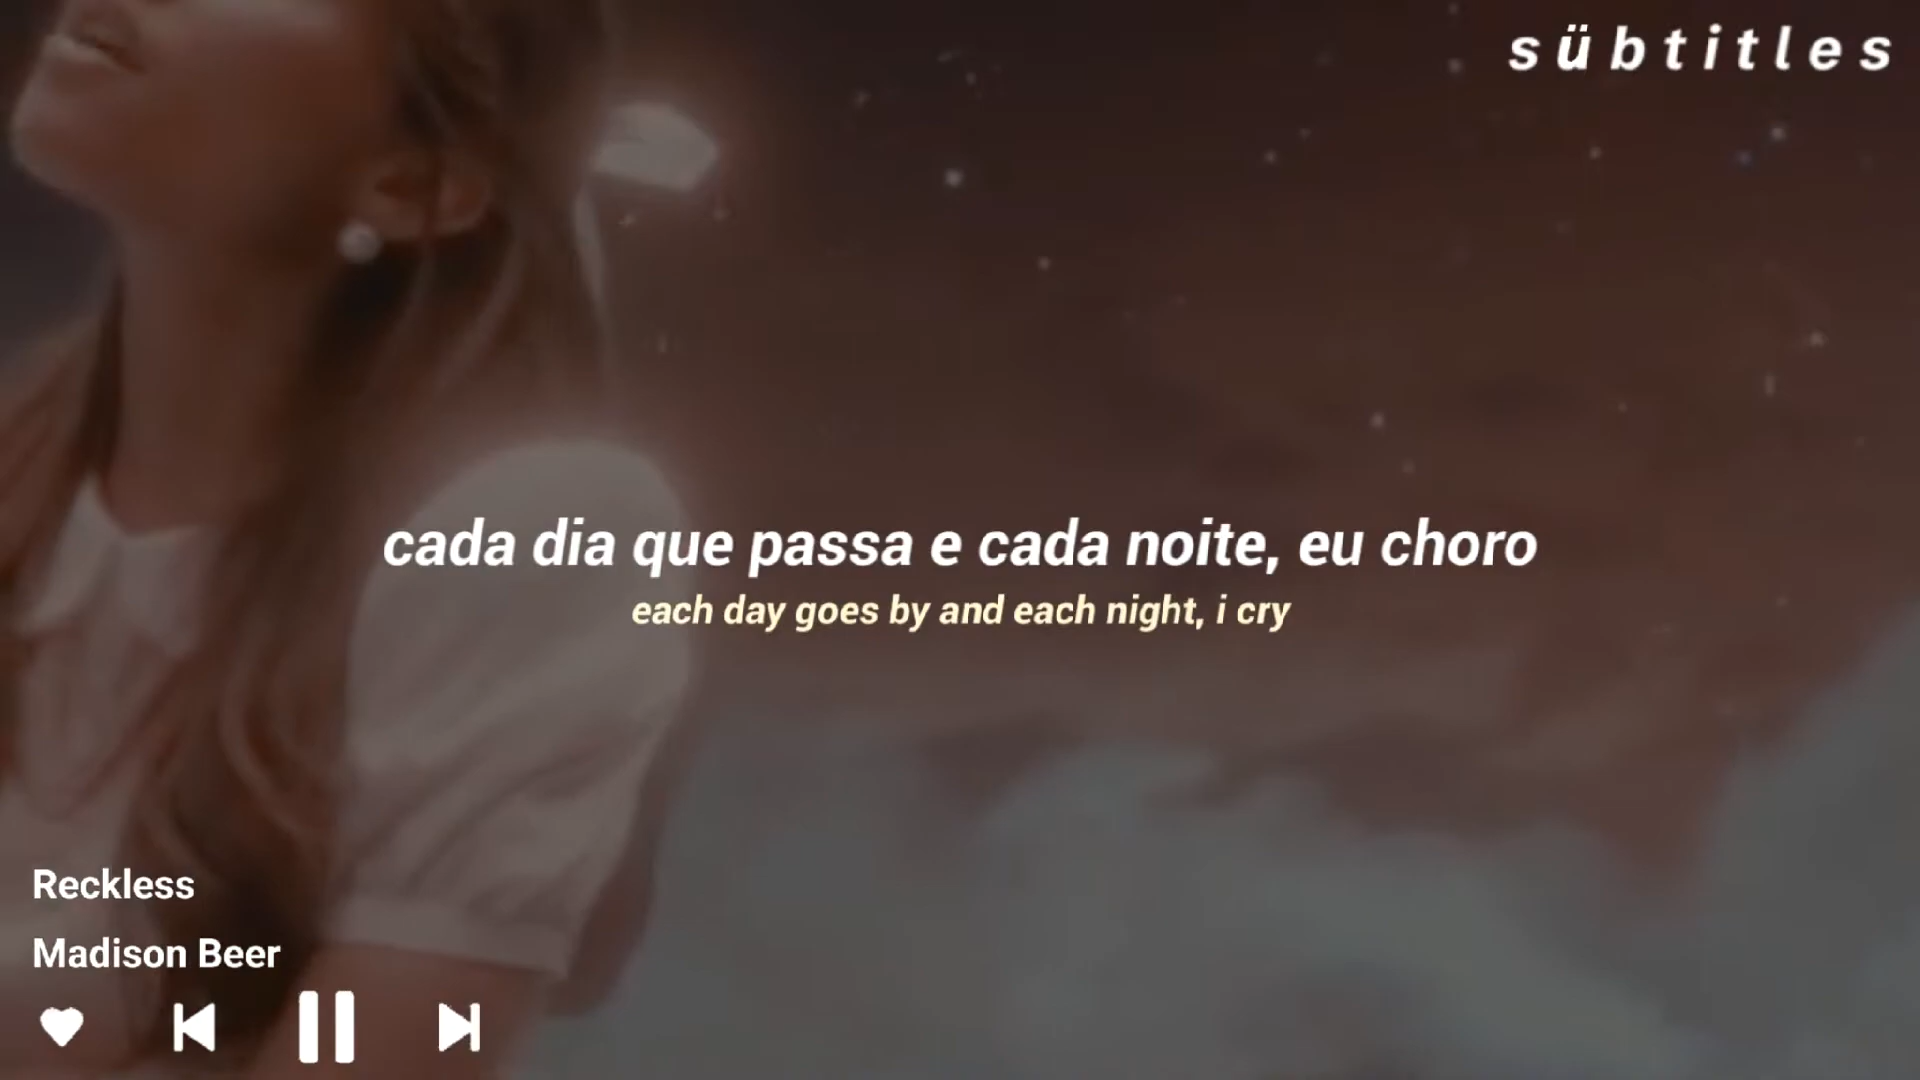 sübtitles
cada dia que passa e cada noite, eu choro
each day goes by and each night, i cry
Reckless
Madison Beer